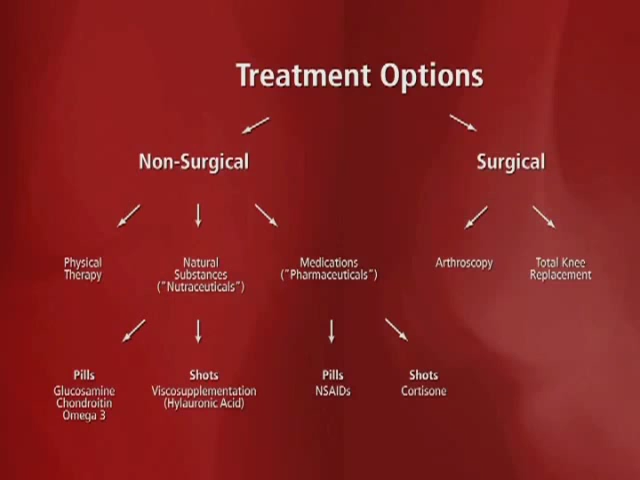 Treatment Options
Non-Surgical
Surgical
Physical
Therapy
Natural
Substances
("Nutraceuticals")
Medications
("Pharmaceuticals")
Arthroscopy
Total Knee
Replacement
Pills
Glucosamine
Chondroitin
Omega 3
Shots
Viscosupplementation
(Hylauronic Acid)
Pills
NSAIDs
Shots
Cortisone